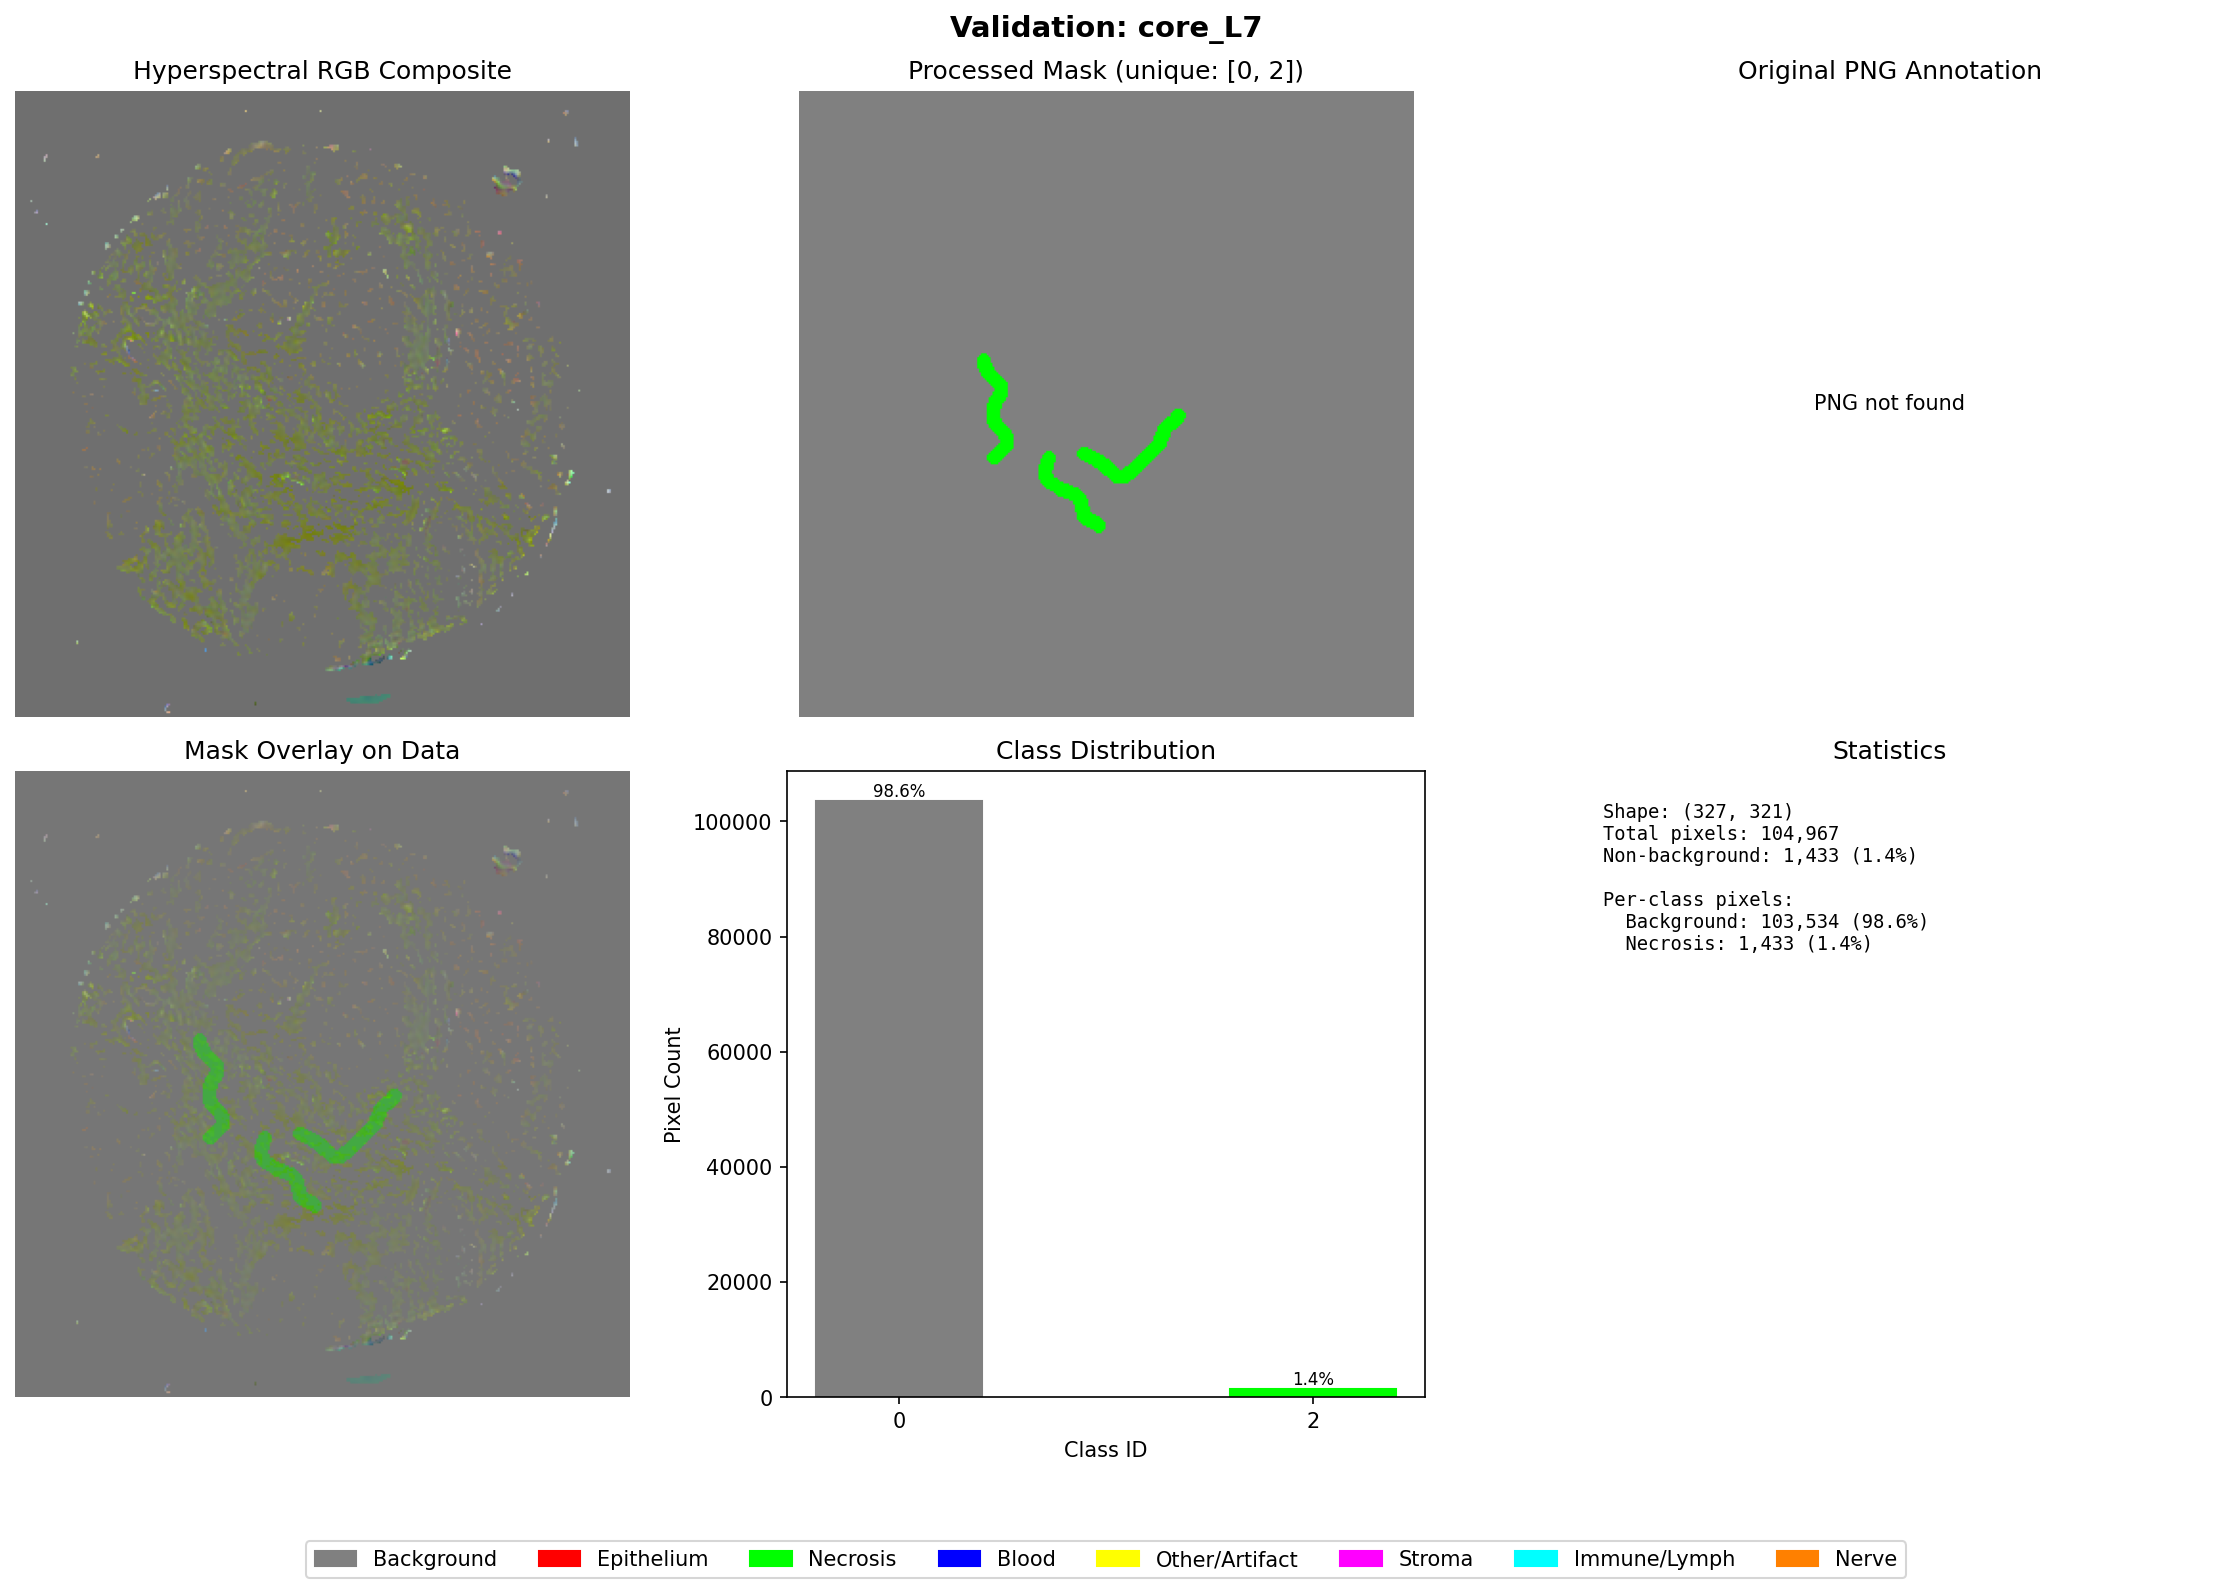 Validation: core_L7
Hyperspectral RGB Composite
Processed Mask (unique: [0, 2])
Original PNG Annotation
PNG not found
Mask Overlay on Data
Class Distribution
Statistics
98.6%
100000
80000
60000
40000
20000
0
Pixel Count
1.4%
0
2
Class ID
Shape: (327, 321)
Total pixels: 104,967
Non-background: 1,433 (1.4%)
Per-class pixels:
Background: 103,534 (98.6%)
Necrosis: 1,433 (1.4%)
Background
Epithelium
Necrosis
Blood
Other/Artifact
Stroma
Immune/Lymph
Nerve